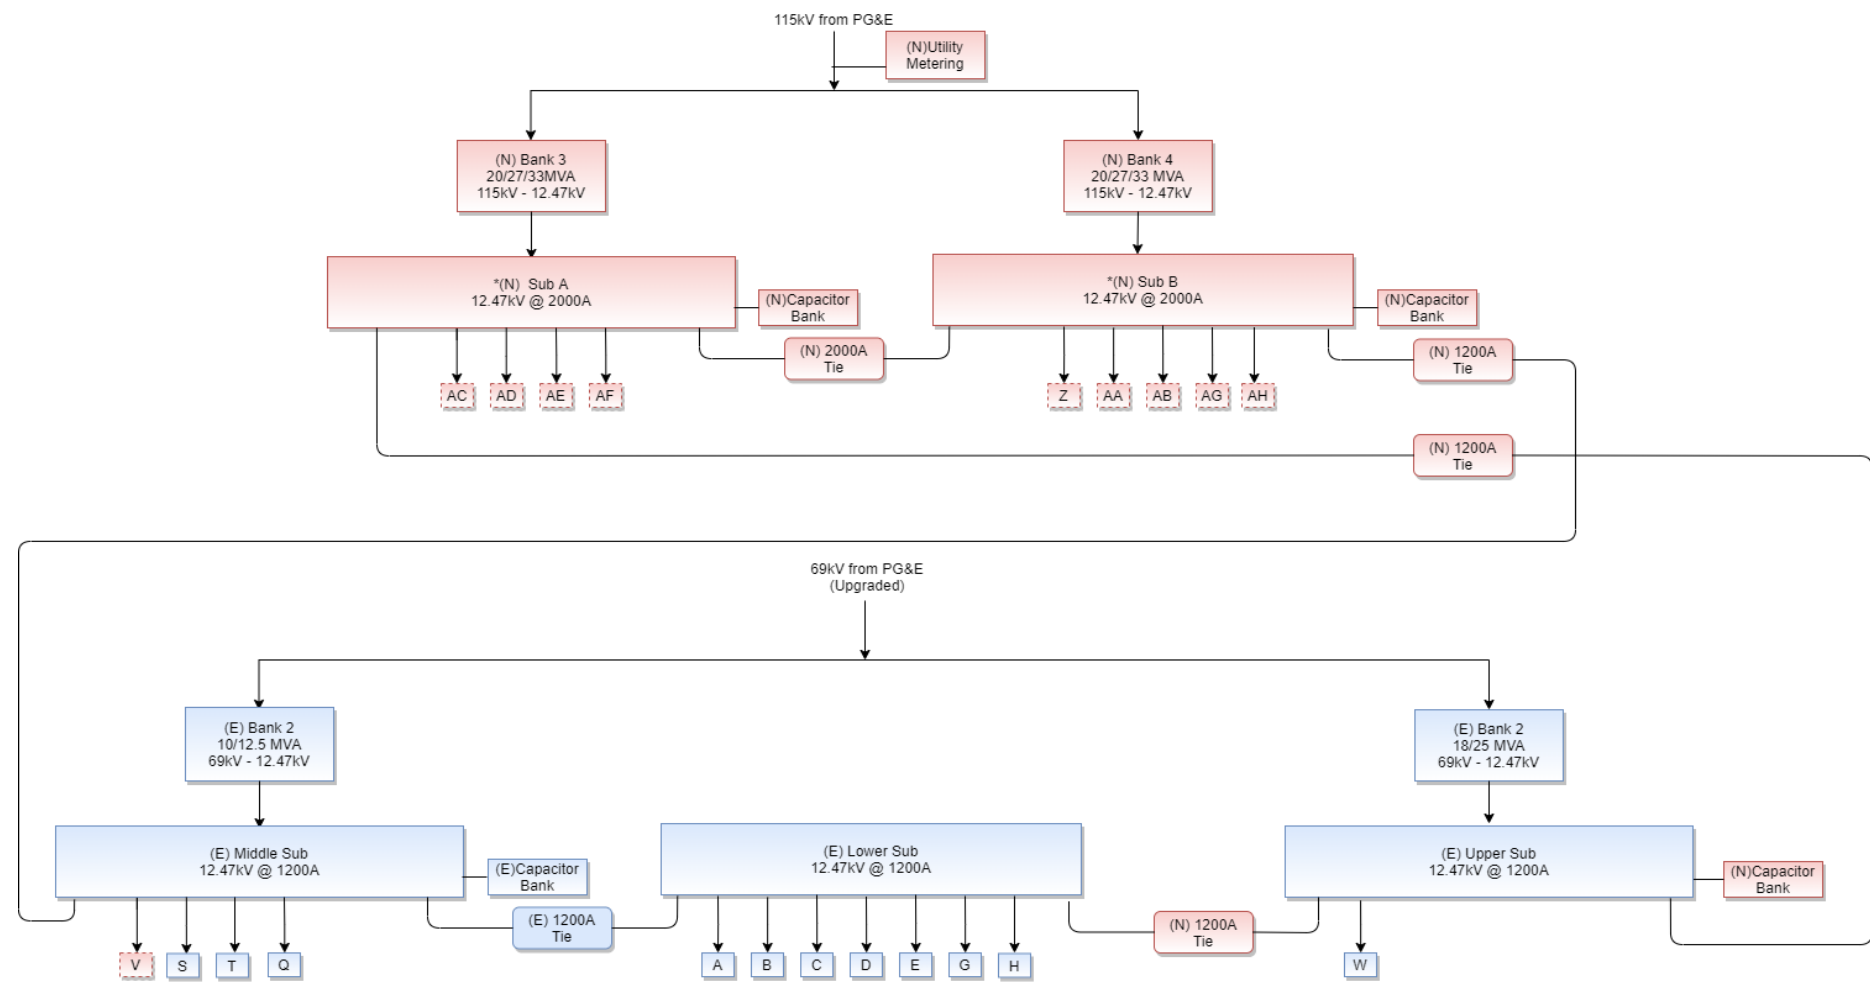 115kV from PG&E
(N)Utility
Metering
(N) Bank 3
20/27/33MVA
115kV - 12.47kV
(N) Bank 4
20/27/33 MVA
115kV - 12.47kV
*(N) Sub A
12.47kV @ 2000A
(N)Capacitor
Bank
*(N) Sub B
12.47kV @ 2000A
(N)Capacitor
Bank
(N) 2000A
Tie
(N) 1200A
Tie
AC
AD
AE
AF
Z
AA
AB
AG
AH
(N) 1200A
Tie
69kV from PG&E
(Upgraded)
(E) Bank 2
10/12.5 MVA
69kV - 12.47kV
(E) Bank 2
18/25 MVA
69kV - 12.47kV
(E) Middle Sub
12.47kV @ 1200A
(E)Capacitor
Bank
(E) Lower Sub
12.47kV @ 1200A
(E) Upper Sub
12.47kV @ 1200A
(N)Capacitor
Bank
(E) 1200A
Tie
(N) 1200A
Tie
V
S
T
Q
A
B
C
D
E
G
H
W